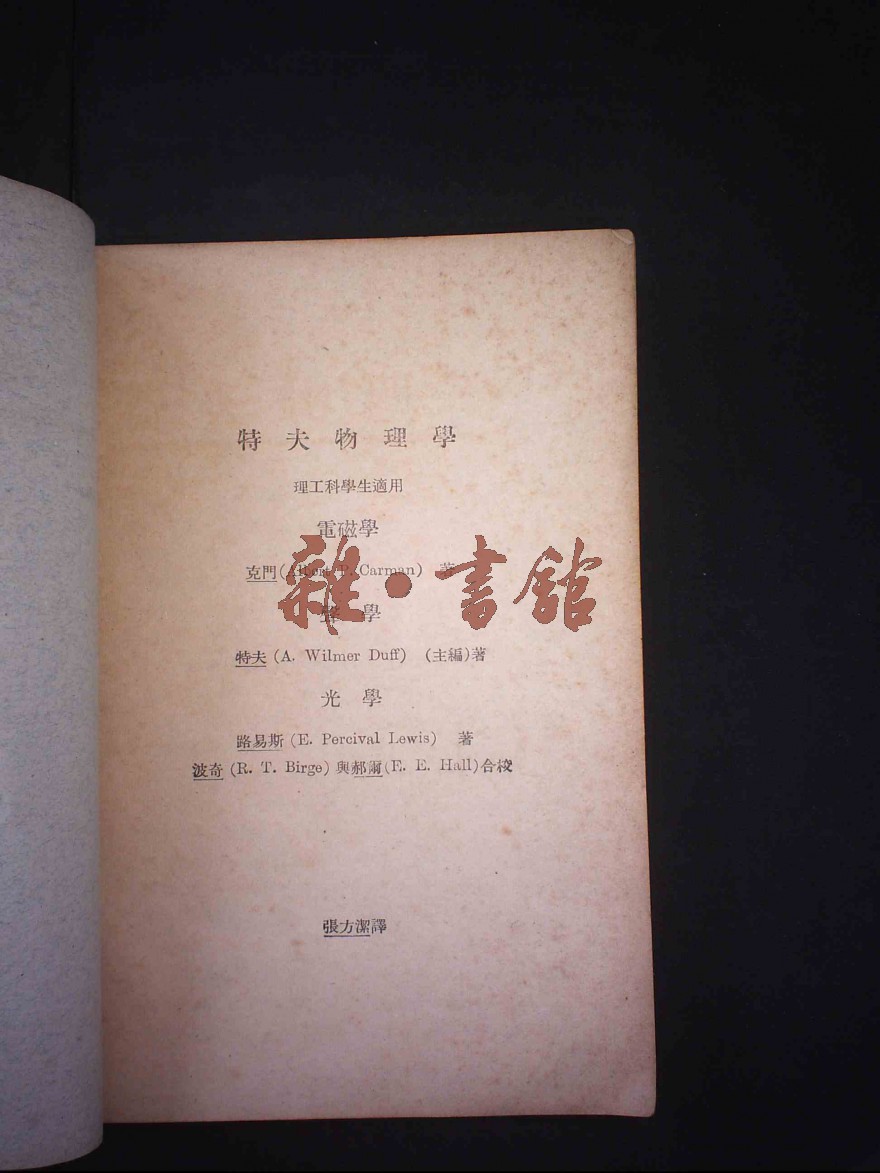 特夫物理學
理工科學生適用
電磁學
克門(Albert P. Carman) 著
聲學
特夫 (A. Wilmer Duff) (主編)著
光學
路易斯 (E. Percival Lewis) 著
波奇 (R. T. Birge) 與郝爾 (E. E. Hall) 合校
張方潔譯
雜·書館